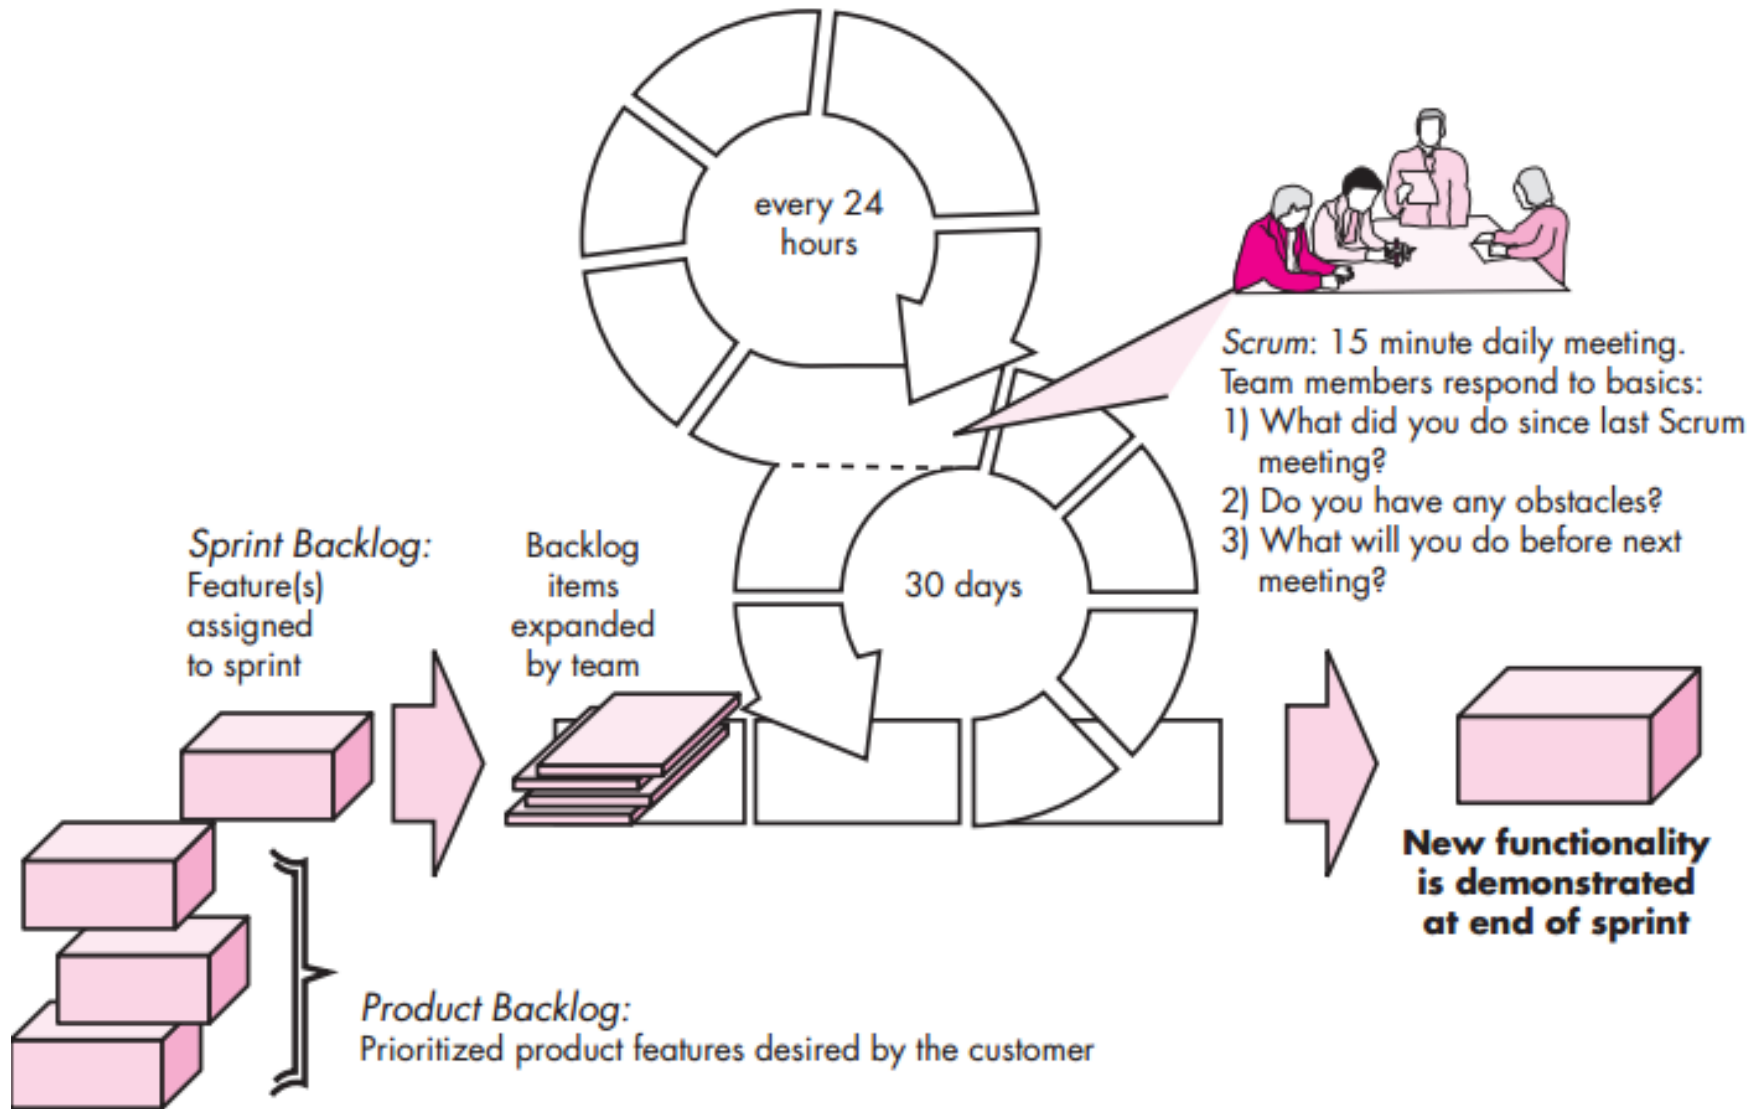 every 24
hours
Scrum: 15 minute daily meeting.
Team members respond to basics:
1) What did you do since last Scrum
meeting?
2) Do you have any obstacles?
3) What will you do before next
meeting?
Sprint Backlog:
Feature(s)
assigned
to sprint
Backlog
items
expanded
by team
30 days
New functionality
is demonstrated
at end of sprint
Product Backlog:
Prioritized product features desired by the customer